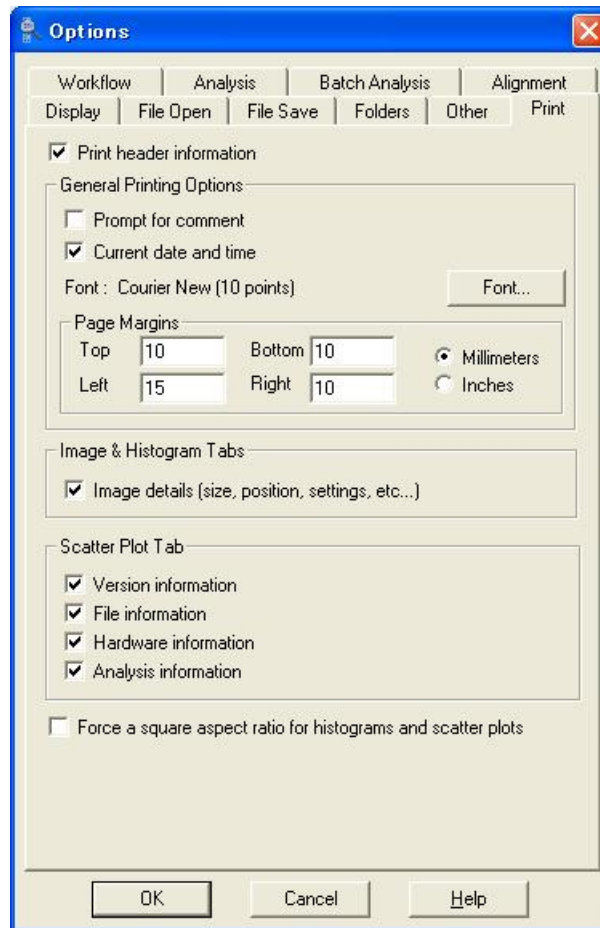 Options
Workflow Analysis Batch Analysis Alignment
Display File Open File Save Folders Other Print
Print header information
General Printing Options
Prompt for comment
Current date and time
Font : Courier New (10 points) Font...
Page Margins
Top 10 Bottom 10 Millimeters
Left 15 Right 10 Inches
Image & Histogram Tabs
Image details (size, position, settings, etc...)
Scatter Plot Tab
Version information
File information
Hardware information
Analysis information
Force a square aspect ratio for histograms and scatter plots
OK Cancel Help